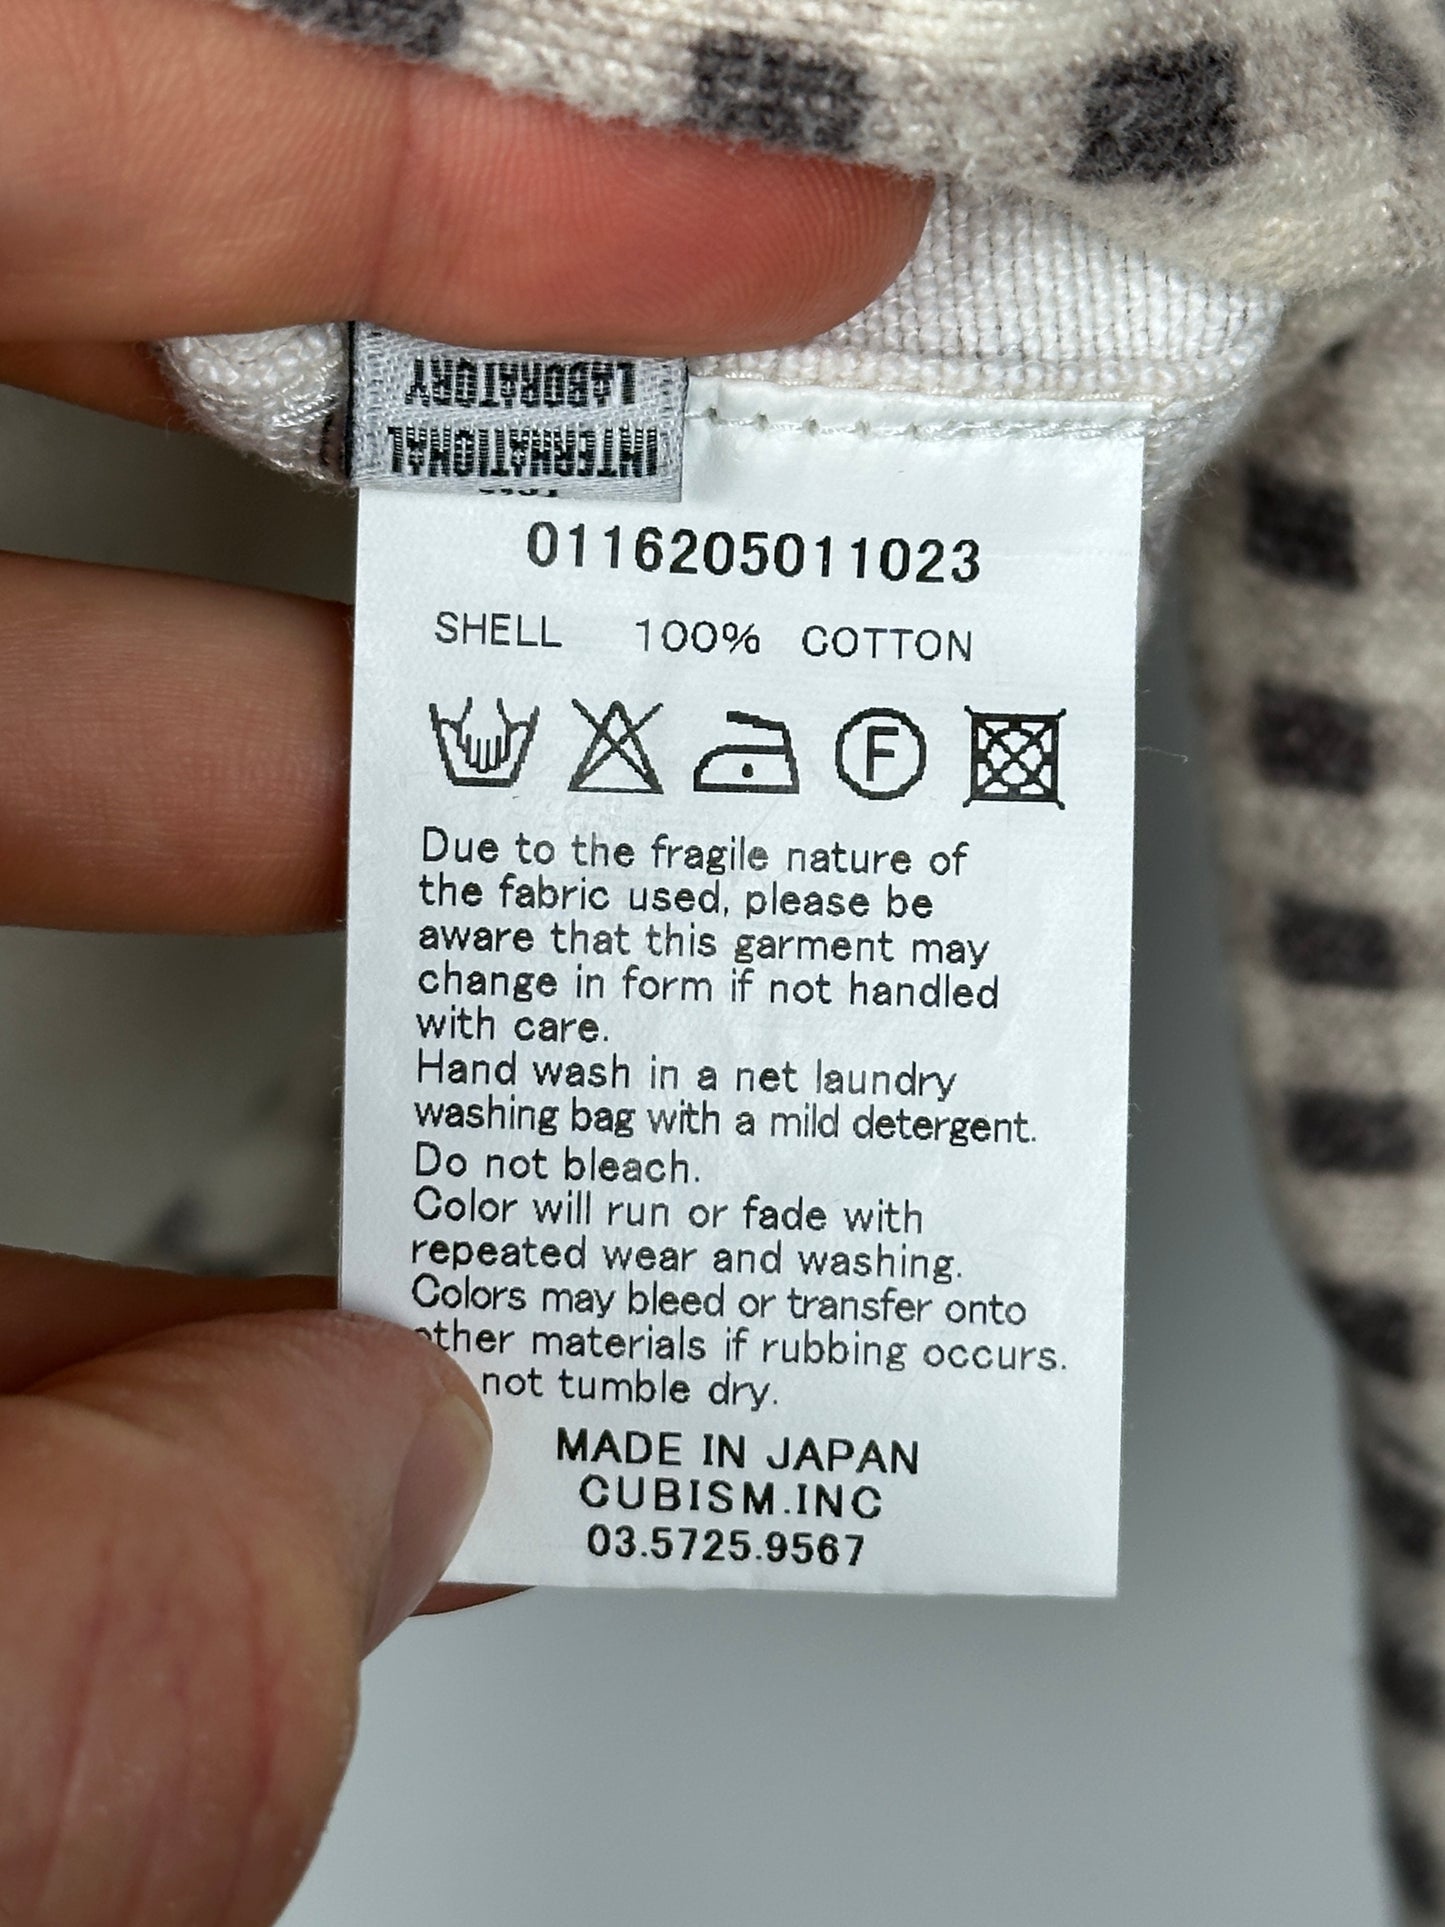 INTERNATIONAL
LABORATORY
0116205011023
SHELL 100% COTTON
F
Due to the fragile nature of
the fabric used, please be
aware that this garment may
change in form if not handled
with care.
Hand wash in a net laundry
washing bag with a mild detergent.
Do not bleach.
Color will run or fade with
repeated wear and washing.
Colors may bleed or transfer onto
other materials if rubbing occurs.
not tumble dry.
MADE IN JAPAN
CUBISM.INC
03.5725.9567